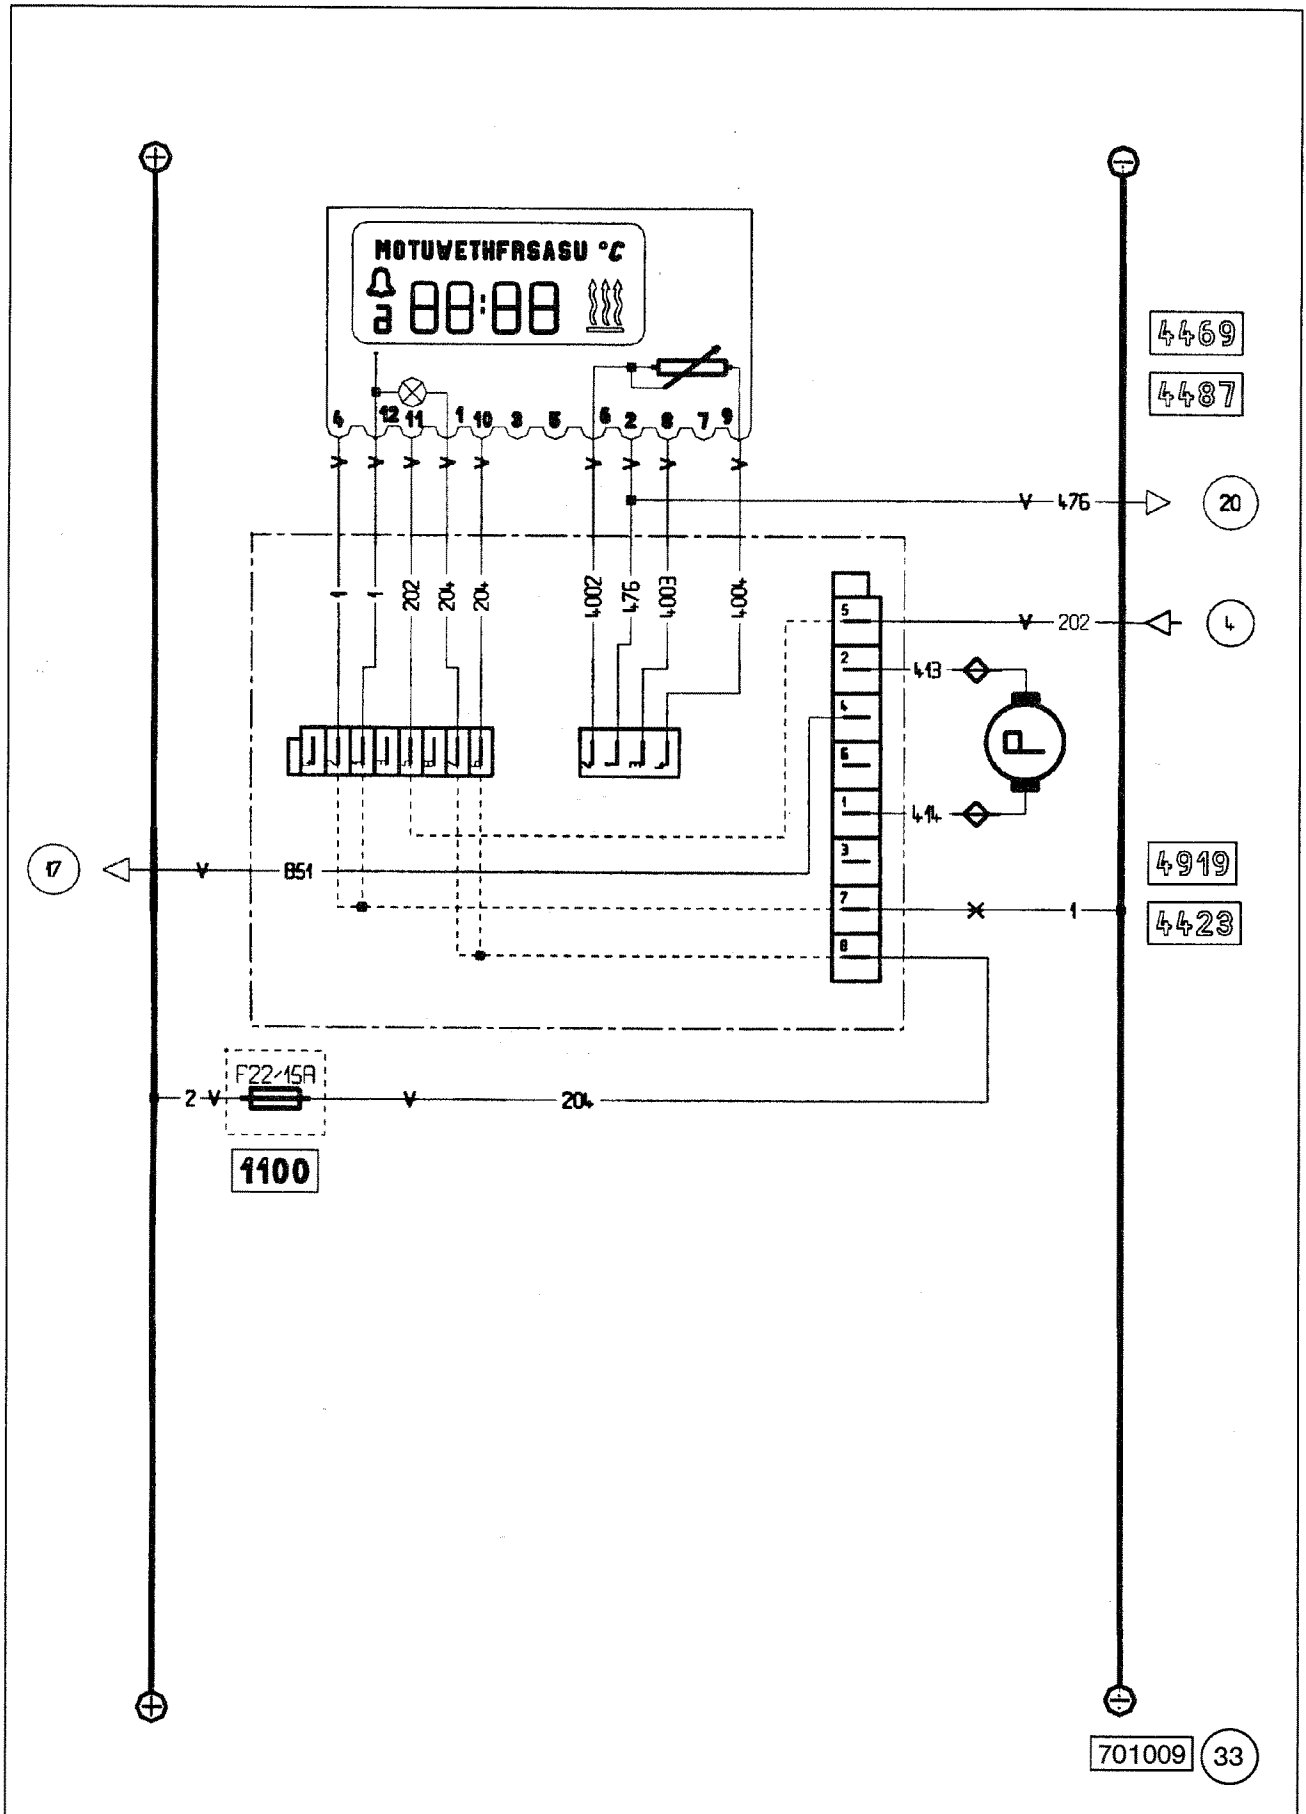 MOTUWETHFRSASU °C
a 88:88
4 12 11 1 10 3 5 6 2 8 7 9
V V V V V V V V V
4469
4487
V 476 20
1 1 202 204 204 4002 476 4003 4004
5 V 202 4
2 413
4
P
6
1 414
3
17 V 851
7 1
8
4919
4423
F22/15A
2 V V 204
1100
701009 33